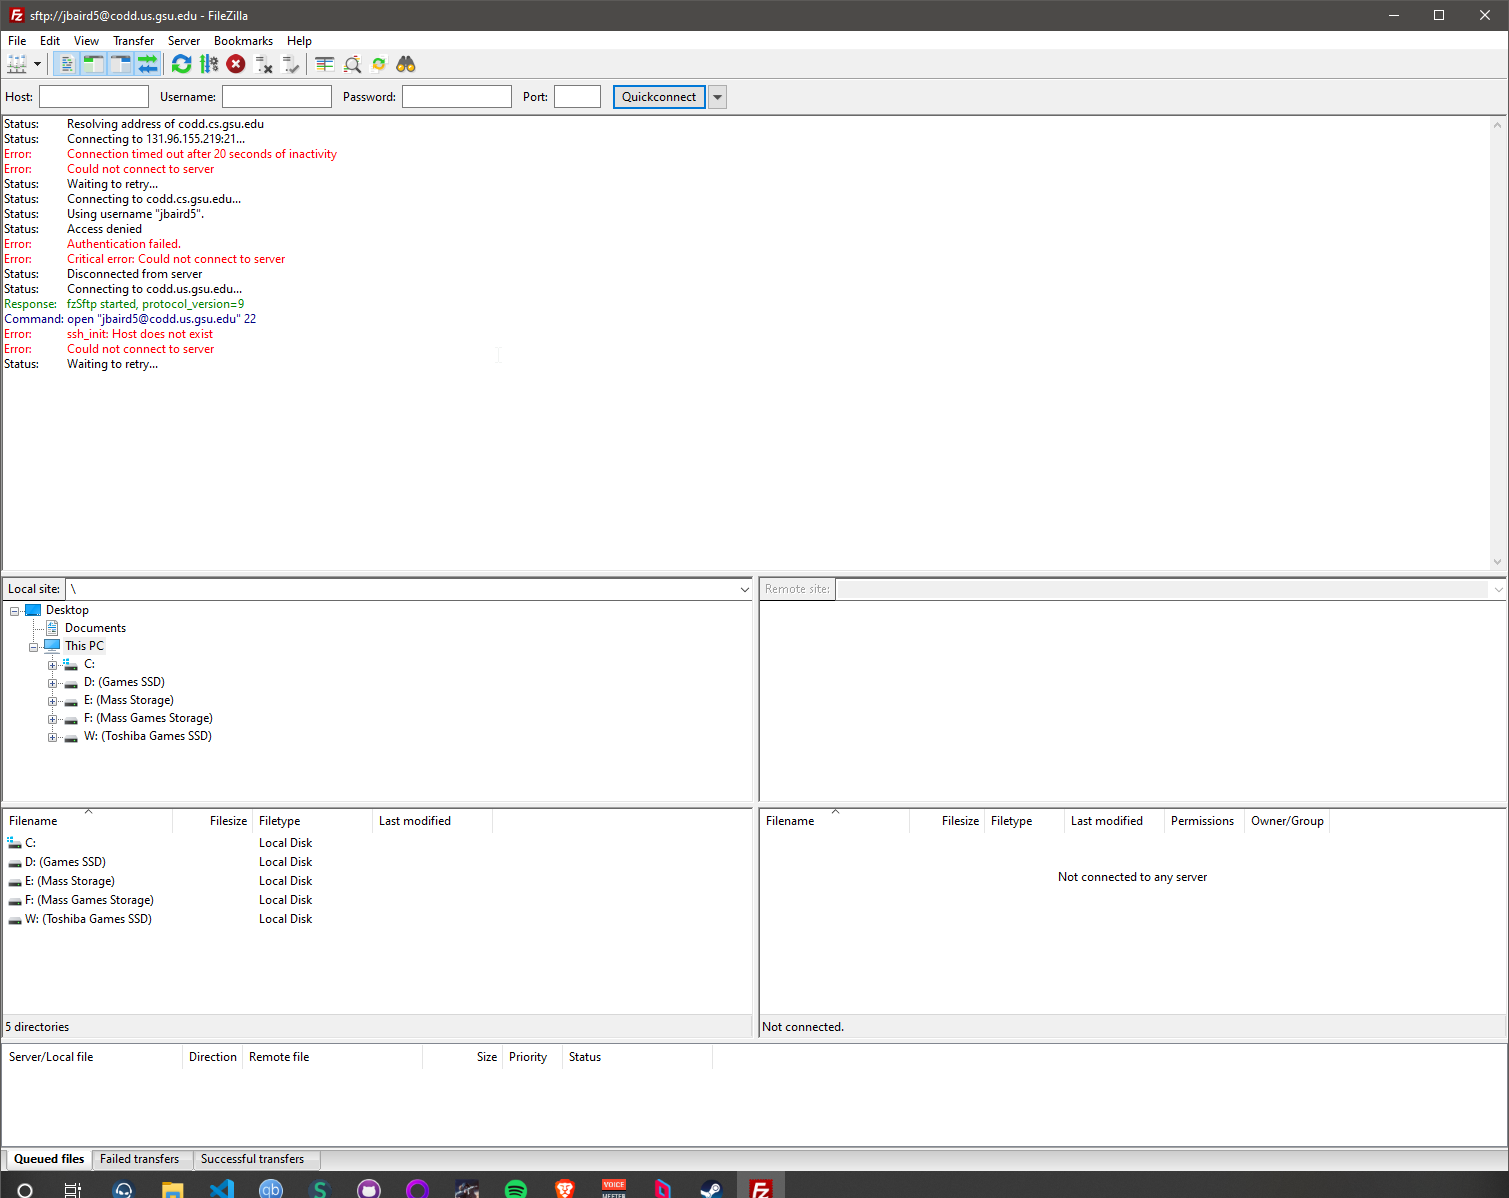 sftp://jbaird5@codd.us.gsu.edu - FileZilla
File Edit View Transfer Server Bookmarks Help
Host: Username: Password: Port: Quickconnect
Status: Resolving address of codd.cs.gsu.edu
Status: Connecting to 131.96.155.219:21...
Error: Connection timed out after 20 seconds of inactivity
Error: Could not connect to server
Status: Waiting to retry...
Status: Connecting to codd.cs.gsu.edu...
Status: Using username "jbaird5".
Status: Access denied
Error: Authentication failed.
Error: Critical error: Could not connect to server
Status: Disconnected from server
Status: Connecting to codd.us.gsu.edu...
Response: fzSftp started, protocol_version=9
Command: open "jbaird5@codd.us.gsu.edu" 22
Error: ssh_init: Host does not exist
Error: Could not connect to server
Status: Waiting to retry...
Local site: \
Desktop
Documents
This PC
C:
D: (Games SSD)
E: (Mass Storage)
F: (Mass Games Storage)
W: (Toshiba Games SSD)
Remote site:
Filename Filesize Filetype Last modified
C: Local Disk
D: (Games SSD) Local Disk
E: (Mass Storage) Local Disk
F: (Mass Games Storage) Local Disk
W: (Toshiba Games SSD) Local Disk
5 directories
Filename Filesize Filetype Last modified Permissions Owner/Group
Not connected to any server
Not connected.
Server/Local file Direction Remote file Size Priority Status
Queued files Failed transfers Successful transfers
qb S VOICE MEETER Fz